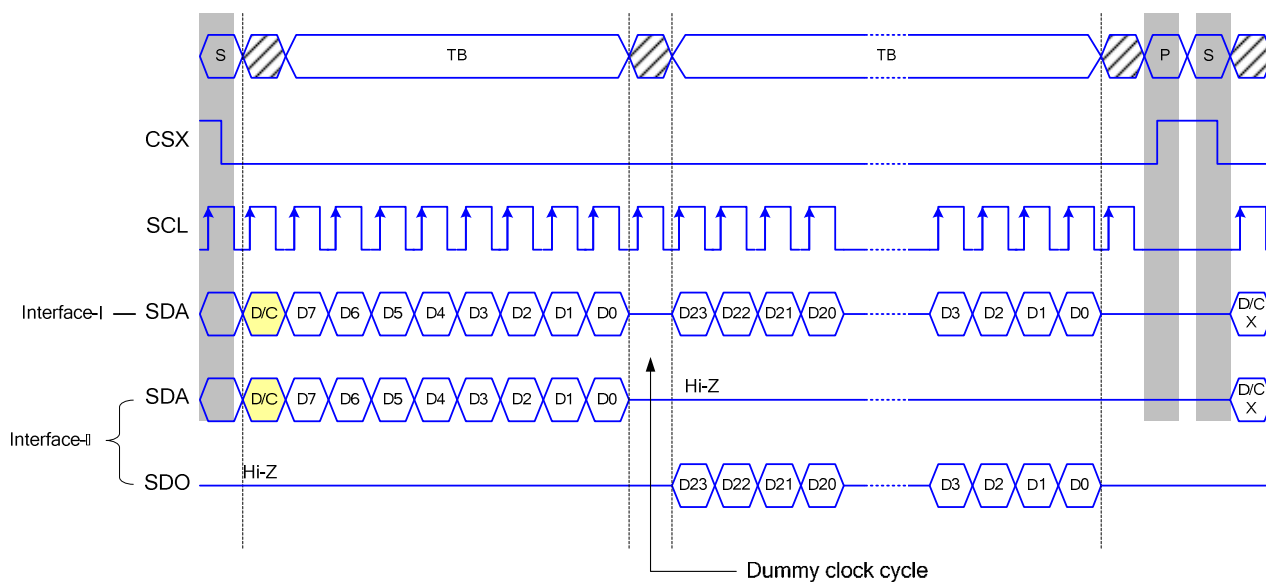 S TB TB P S
CSX
SCL
Interface-I SDA D/C D7 D6 D5 D4 D3 D2 D1 D0 D23 D22 D21 D20 D3 D2 D1 D0 D/C X
SDA D/C D7 D6 D5 D4 D3 D2 D1 D0 Hi-Z D/C X
Interface-▯
SDO Hi-Z D23 D22 D21 D20 D3 D2 D1 D0
Dummy clock cycle